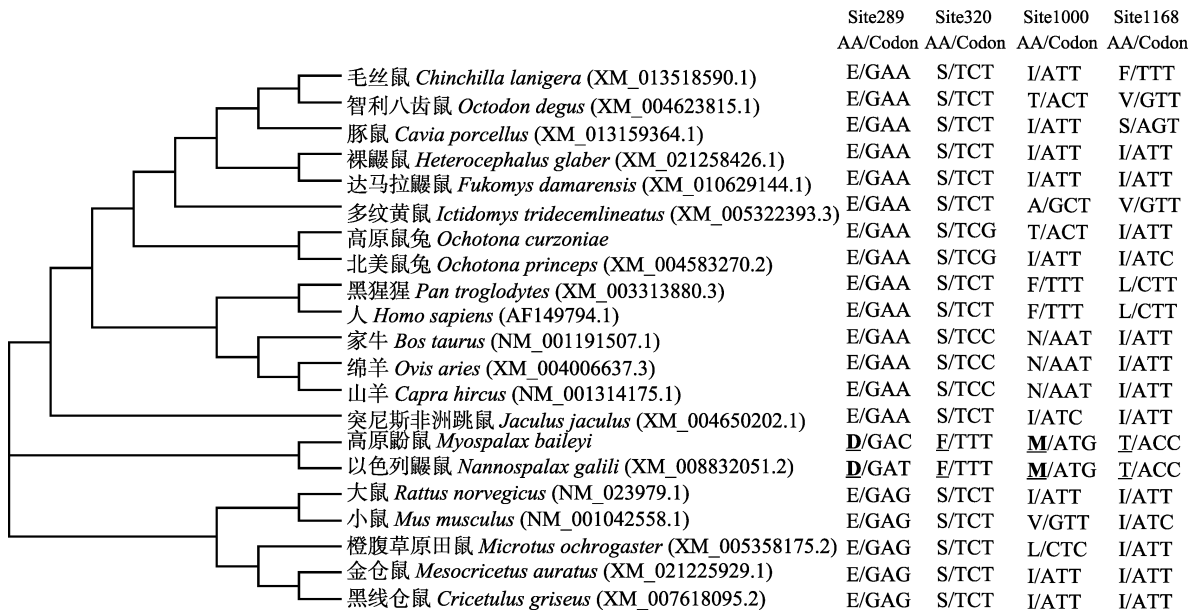 Site289 Site320 Site1000 Site1168
AA/Codon AA/Codon AA/Codon AA/Codon
毛丝鼠 Chinchilla lanigera (XM_013518590.1) E/GAA S/TCT I/ATT F/TTT
智利八齿鼠 Octodon degus (XM_004623815.1) E/GAA S/TCT T/ACT V/GTT
豚鼠 Cavia porcellus (XM_013159364.1) E/GAA S/TCT I/ATT S/AGT
裸鼹鼠 Heterocephalus glaber (XM_021258426.1) E/GAA S/TCT I/ATT I/ATT
达马拉鼹鼠 Fukomys damarensis (XM_010629144.1) E/GAA S/TCT I/ATT I/ATT
多纹黄鼠 Ictidomys tridecemlineatus (XM_005322393.3) E/GAA S/TCT A/GCT V/GTT
高原鼠兔 Ochotona curzoniae E/GAA S/TCG T/ACT I/ATT
北美鼠兔 Ochotona princeps (XM_004583270.2) E/GAA S/TCG I/ATT I/ATC
黑猩猩 Pan troglodytes (XM_003313880.3) E/GAA S/TCT F/TTT L/CTT
人 Homo sapiens (AF149794.1) E/GAA S/TCT F/TTT L/CTT
家牛 Bos taurus (NM_001191507.1) E/GAA S/TCC N/AAT I/ATT
绵羊 Ovis aries (XM_004006637.3) E/GAA S/TCC N/AAT I/ATT
山羊 Capra hircus (NM_001314175.1) E/GAA S/TCC N/AAT I/ATT
突尼斯非洲跳鼠 Jaculus jaculus (XM_004650202.1) E/GAA S/TCT I/ATC I/ATT
高原鼢鼠 Myospalax baileyi D/GAC F/TTT M/ATG T/ACC
以色列鼹鼠 Nannospalax galili (XM_008832051.2) D/GAT F/TTT M/ATG T/ACC
大鼠 Rattus norvegicus (NM_023979.1) E/GAG S/TCT I/ATT I/ATT
小鼠 Mus musculus (NM_001042558.1) E/GAG S/TCT V/GTT I/ATC
橙腹草原田鼠 Microtus ochrogaster (XM_005358175.2) E/GAG S/TCT L/CTC I/ATT
金仓鼠 Mesocricetus auratus (XM_021225929.1) E/GAG S/TCT I/ATT I/ATT
黑线仓鼠 Cricetulus griseus (XM_007618095.2) E/GAG S/TCT I/ATT I/ATT